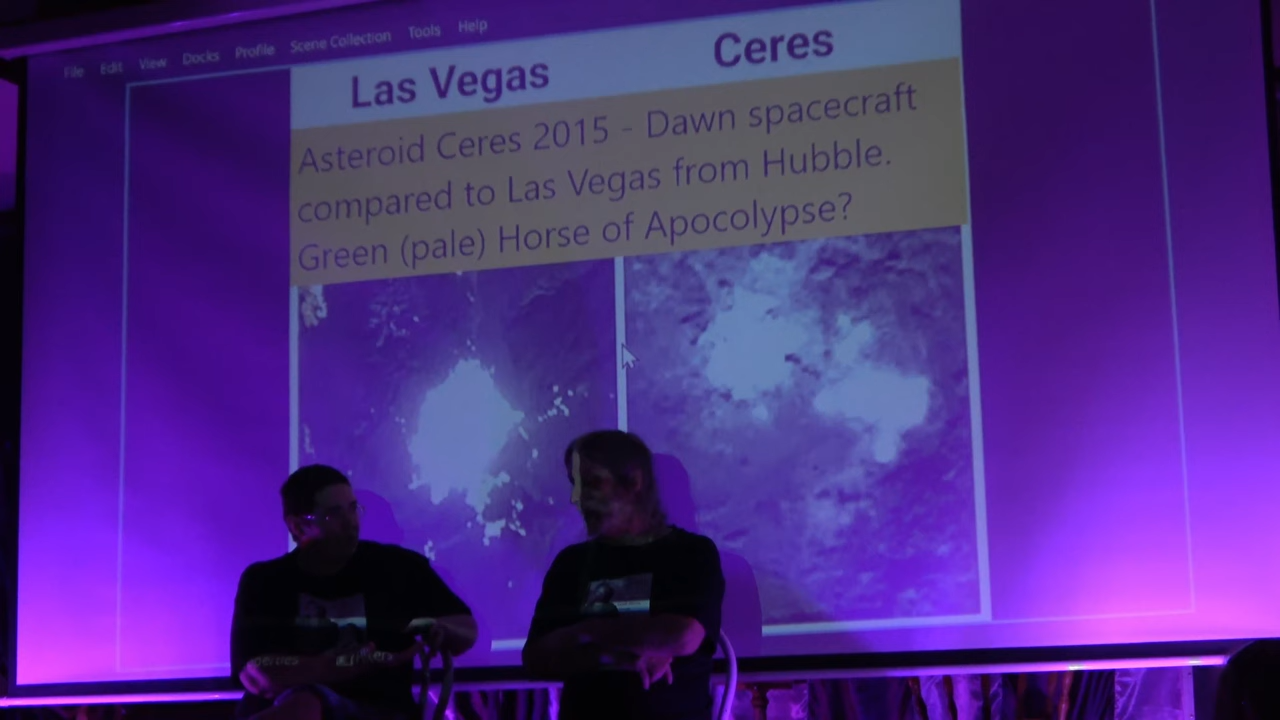 File Edit View Docks Profile Scene Collection Tools Help
Las Vegas Ceres
Asteroid Ceres 2015 - Dawn spacecraft
compared to Las Vegas from Hubble.
Green (pale) Horse of Apocolypse?